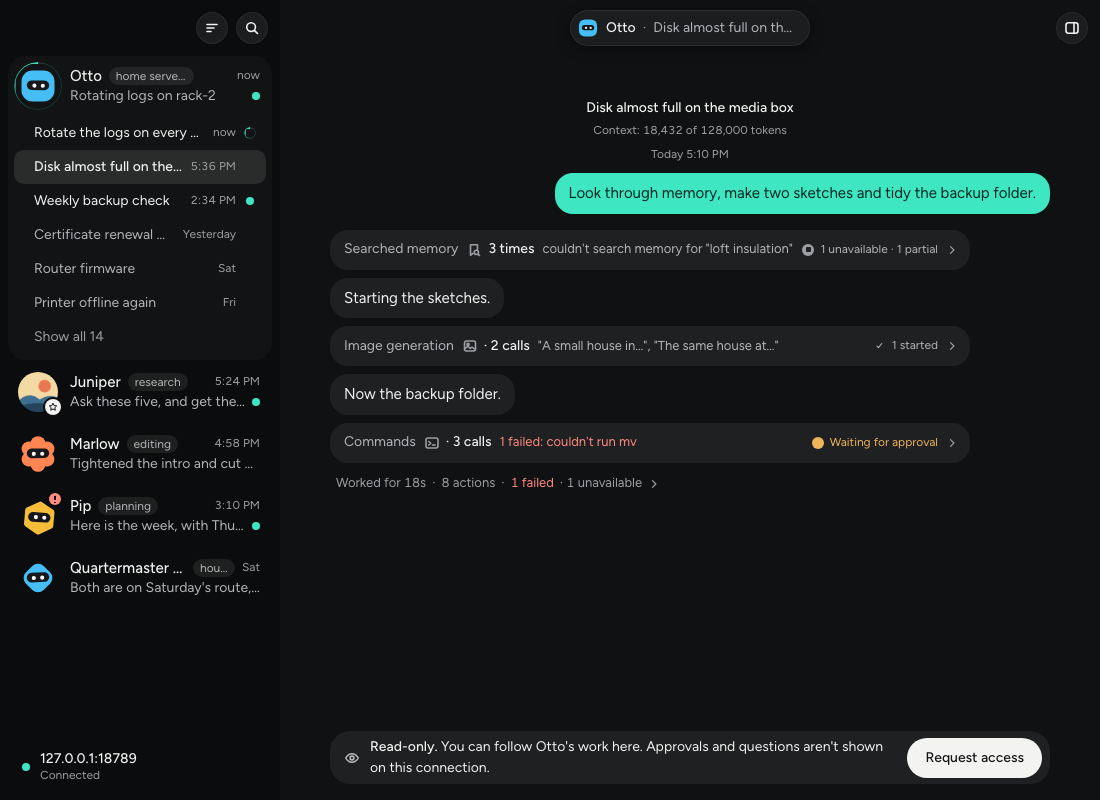 Otto home serve... now
Rotating logs on rack-2
Rotate the logs on every ... now
Disk almost full on the... 5:36 PM
Weekly backup check 2:34 PM
Certificate renewal ... Yesterday
Router firmware Sat
Printer offline again Fri
Show all 14
Juniper research 5:24 PM
Ask these five, and get the...
Marlow editing 4:58 PM
Tightened the intro and cut ...
Pip planning 3:10 PM
Here is the week, with Thu...
Quartermaster ... hou... Sat
Both are on Saturday's route,...
127.0.0.1:18789
Connected
Otto · Disk almost full on th...
Disk almost full on the media box
Context: 18,432 of 128,000 tokens
Today 5:10 PM
Look through memory, make two sketches and tidy the backup folder.
Searched memory 3 times couldn't search memory for "loft insulation" 1 unavailable · 1 partial
Starting the sketches.
Image generation · 2 calls "A small house in...", "The same house at..." 1 started
Now the backup folder.
Commands · 3 calls 1 failed: couldn't run mv Waiting for approval
Worked for 18s · 8 actions · 1 failed · 1 unavailable
Read-only. You can follow Otto's work here. Approvals and questions aren't shown
on this connection.
Request access